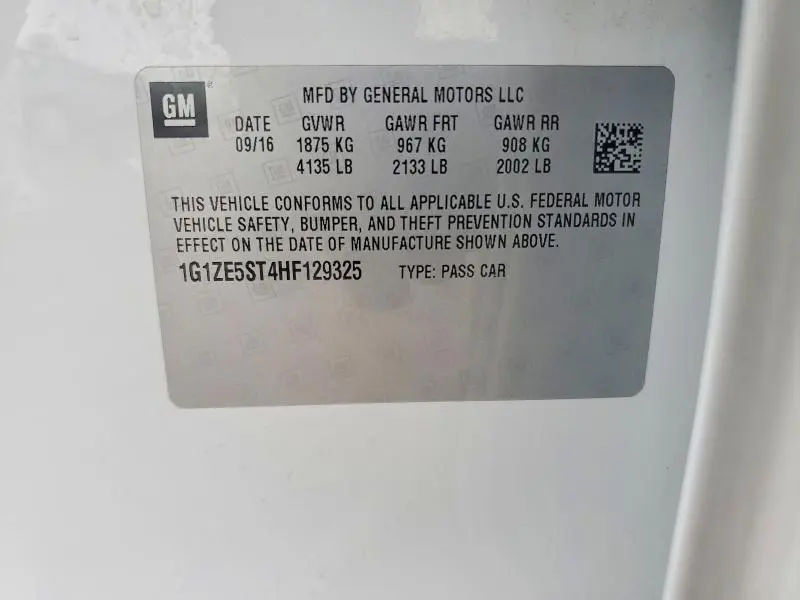 GM
MFD BY GENERAL MOTORS LLC
DATE GVWR GAWR FRT GAWR RR
09/16 1875 KG 967 KG 908 KG
4135 LB 2133 LB 2002 LB
THIS VEHICLE CONFORMS TO ALL APPLICABLE U.S. FEDERAL MOTOR
VEHICLE SAFETY, BUMPER, AND THEFT PREVENTION STANDARDS IN
EFFECT ON THE DATE OF MANUFACTURE SHOWN ABOVE.
1G1ZE5ST4HF129325 TYPE: PASS CAR